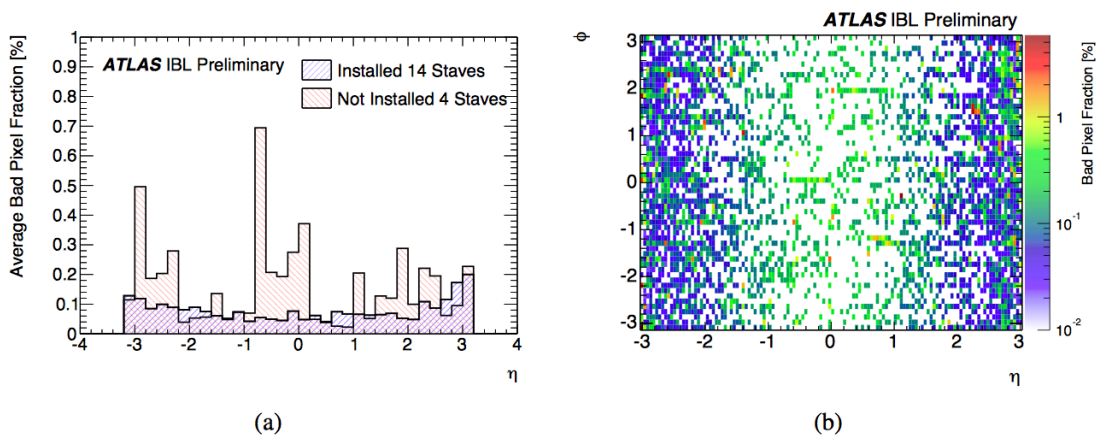 ATLAS IBL Preliminary
Average Bad Pixel Fraction [%]
1
0.9
0.8
0.7
0.6
0.5
0.4
0.3
0.2
0.1
0
ATLAS IBL Preliminary
Installed 14 Staves
Not Installed 4 Staves
-4 -3 -2 -1 0 1 2 3 4
η
(a)
ϕ
3
2
1
0
-1
-2
-3
-3 -2 -1 0 1 2 3
η
1
10⁻¹
10⁻²
Bad Pixel Fraction [%]
(b)